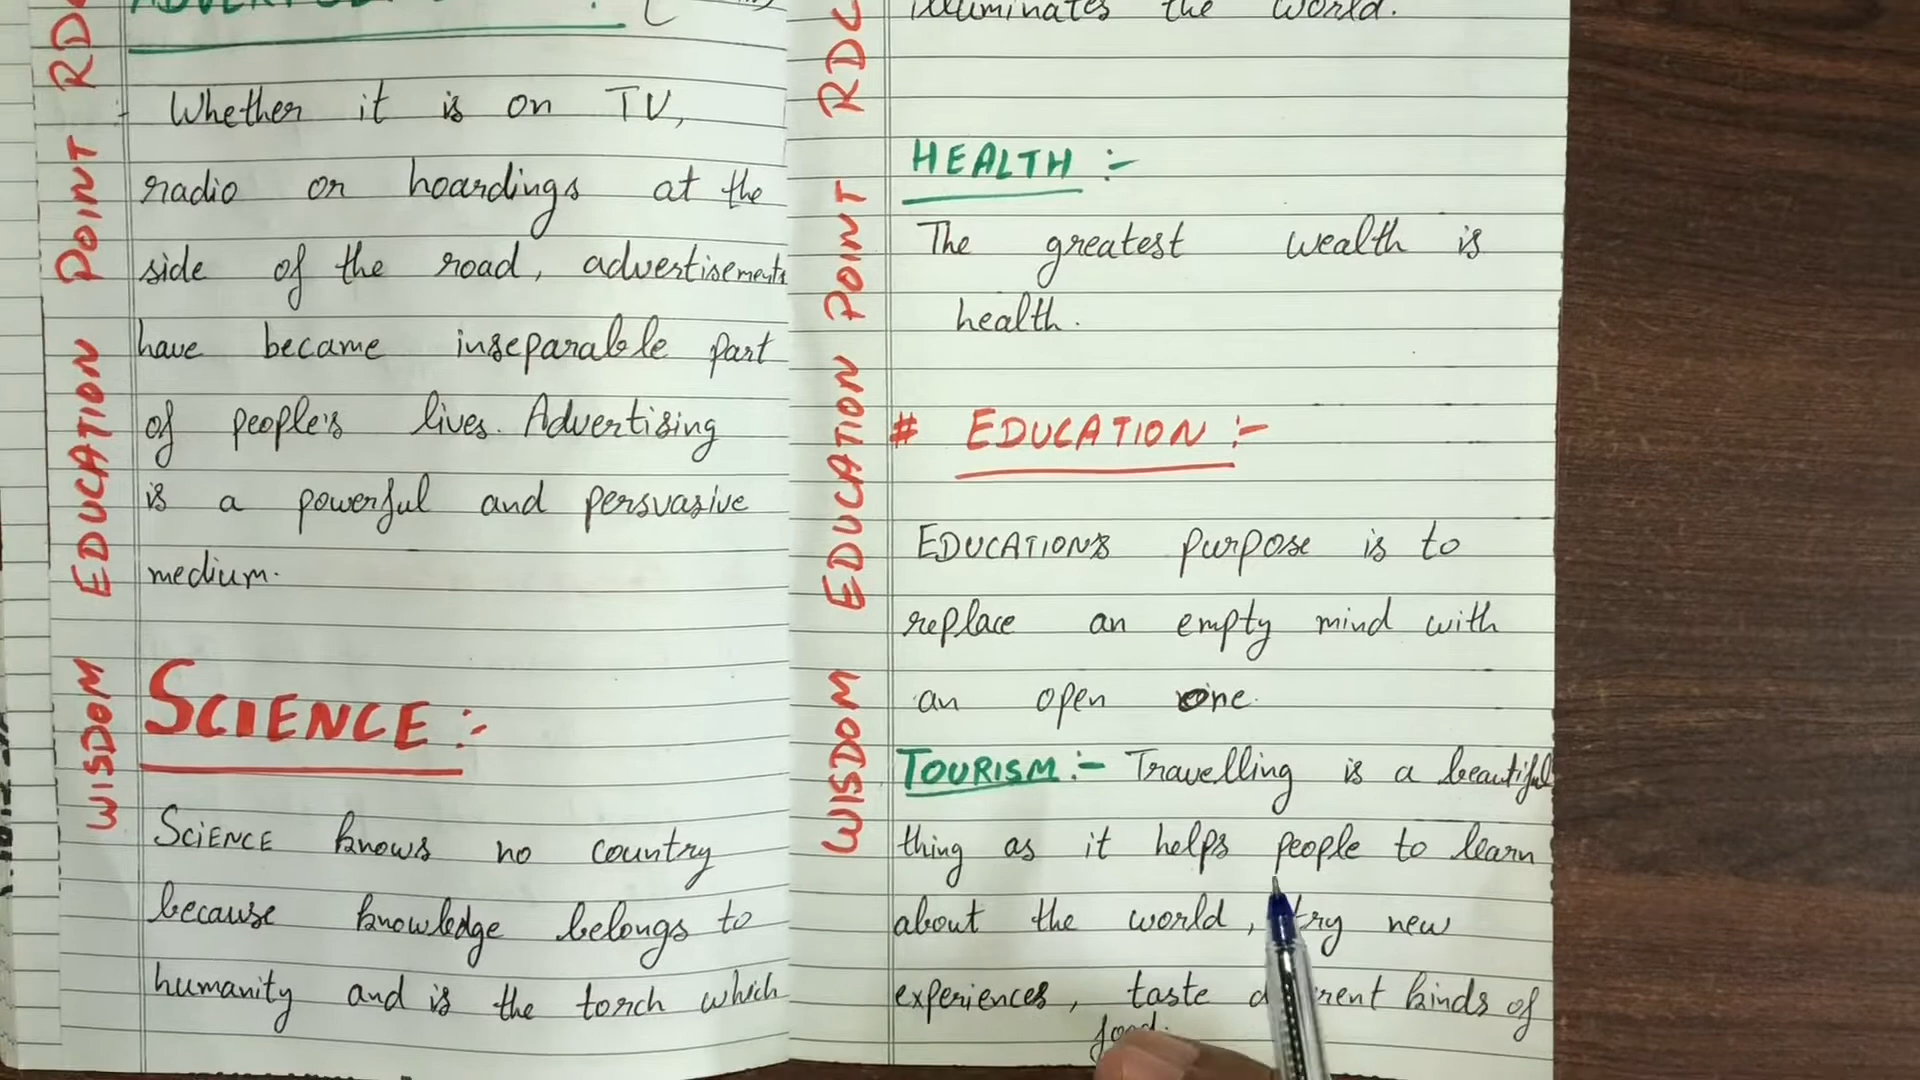 Whether it is on TV,
radio or hoardings at the
side of the road, advertisements
have became inseparable part
of people's lives. Advertising
is a powerful and persvasive
medium.
SCIENCE :-
SCIENCE knows no country
because knowledge belongs to
humanity and is the torch which
WISDOM EDUCATION POINT RDC
illuminates the world.
HEALTH :-
The greatest wealth is
health.
# EDUCATION :-
EDUCATIONS purpose is to
replace an empty mind with
an open one.
TOURISM :- Travelling is a beautiful
thing as it helps people to learn
about the world, try new
experiences, taste kinds of
food.
WISDOM EDUCATION POINT RDC